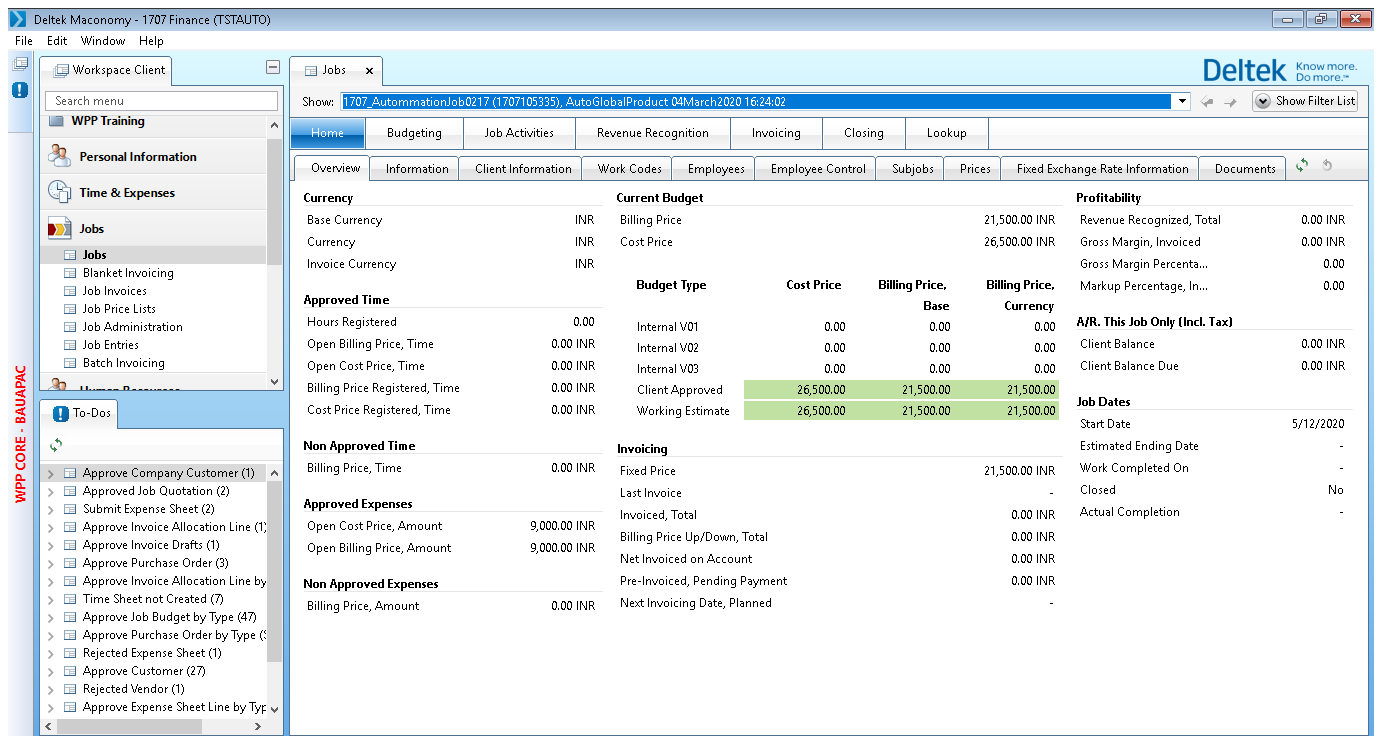 Deltek Maconomy - 1707 Finance (TSTAUTO)
File Edit Window Help
Workspace Client
Search menu
WPP Training
Personal Information
Time & Expenses
Jobs
Jobs
Blanket Invoicing
Job Invoices
Job Price Lists
Job Administration
Job Entries
Batch Invoicing
Human Resources
WPP CORE - BAUAPAC
To-Dos
Approve Company Customer (1)
Approved Job Quotation (2)
Submit Expense Sheet (2)
Approve Invoice Allocation Line (1)
Approve Invoice Drafts (1)
Approve Purchase Order (3)
Approve Invoice Allocation Line by
Time Sheet not Created (7)
Approve Job Budget by Type (47)
Approve Purchase Order by Type (
Rejected Expense Sheet (1)
Approve Customer (27)
Rejected Vendor (1)
Approve Expense Sheet Line by Typ
Jobs
Deltek Know more.
Do more.™
Show: 1707_AutommationJob0217 (1707105335), AutoGlobalProduct 04March2020 16:24:02 Show Filter List
Home Budgeting Job Activities Revenue Recognition Invoicing Closing Lookup
Overview Information Client Information Work Codes Employees Employee Control Subjobs Prices Fixed Exchange Rate Information Documents
Currency
Base Currency INR
Currency INR
Invoice Currency INR
Approved Time
Hours Registered 0.00
Open Billing Price, Time 0.00 INR
Open Cost Price, Time 0.00 INR
Billing Price Registered, Time 0.00 INR
Cost Price Registered, Time 0.00 INR
Non Approved Time
Billing Price, Time 0.00 INR
Approved Expenses
Open Cost Price, Amount 9,000.00 INR
Open Billing Price, Amount 9,000.00 INR
Non Approved Expenses
Billing Price, Amount 0.00 INR
Current Budget
Billing Price 21,500.00 INR
Cost Price 26,500.00 INR
Budget Type Cost Price Billing Price, Billing Price,
Base Currency
Internal V01 0.00 0.00 0.00
Internal V02 0.00 0.00 0.00
Internal V03 0.00 0.00 0.00
Client Approved 26,500.00 21,500.00 21,500.00
Working Estimate 26,500.00 21,500.00 21,500.00
Invoicing
Fixed Price 21,500.00 INR
Last Invoice -
Invoiced, Total 0.00 INR
Billing Price Up/Down, Total 0.00 INR
Net Invoiced on Account 0.00 INR
Pre-Invoiced, Pending Payment 0.00 INR
Next Invoicing Date, Planned -
Profitability
Revenue Recognized, Total 0.00 INR
Gross Margin, Invoiced 0.00 INR
Gross Margin Percenta... 0.00
Markup Percentage, In... 0.00
A/R. This Job Only (Incl. Tax)
Client Balance 0.00 INR
Client Balance Due 0.00 INR
Job Dates
Start Date 5/12/2020
Estimated Ending Date -
Work Completed On -
Closed No
Actual Completion -